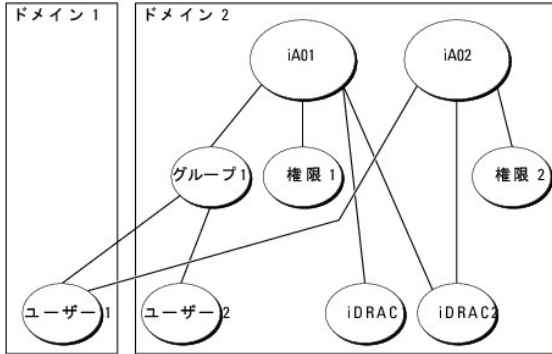 ドメイン 1
ドメイン 2
iA01
iA02
グループ1
権限 1
権限 2
ユーザー 1
ユーザー 2
iDRAC
iDRAC2